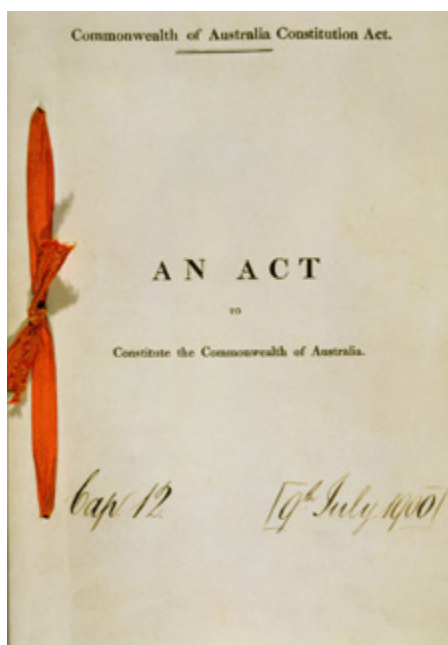 Commonwealth of Australia Constitution Act.
AN ACT
TO
Constitute the Commonwealth of Australia.
Cap. 12 [9th July 1900]